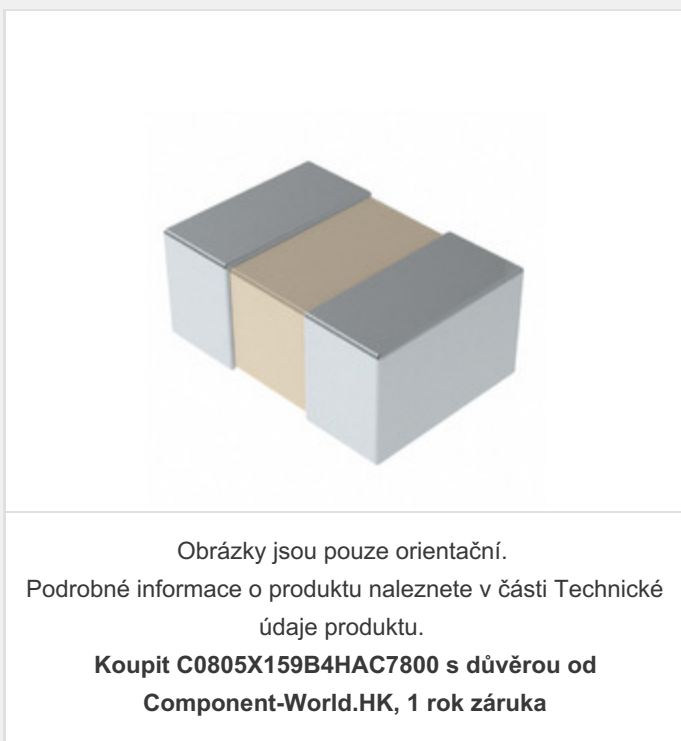 Obrázky jsou pouze orientační.
Podrobné informace o produktu naleznete v části Technické
údaje produktu.
Koupit C0805X159B4HAC7800 s důvěrou od
Component-World.HK, 1 rok záruka